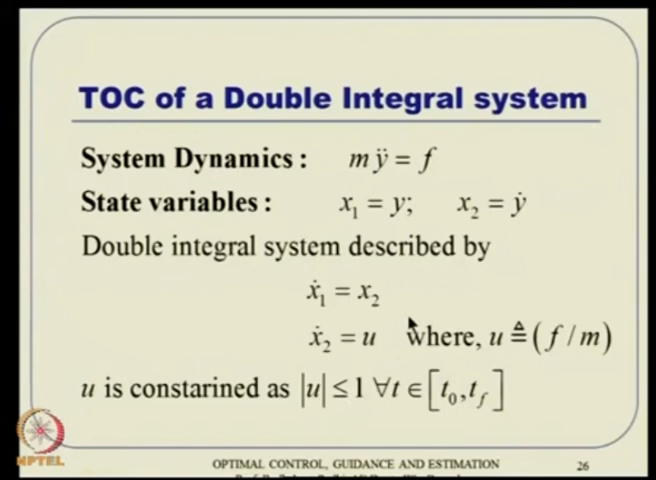 TOC of a Double Integral system
System Dynamics : m ÿ = f
State variables : x₁ = y; x₂ = ẏ
Double integral system described by
ẋ₁ = x₂
ẋ₂ = u where, u ≜ (f / m)
u is constarined as |u| ≤ 1 ∀t ∈ [t₀, t_f]
NPTEL
OPTIMAL CONTROL, GUIDANCE AND ESTIMATION 26